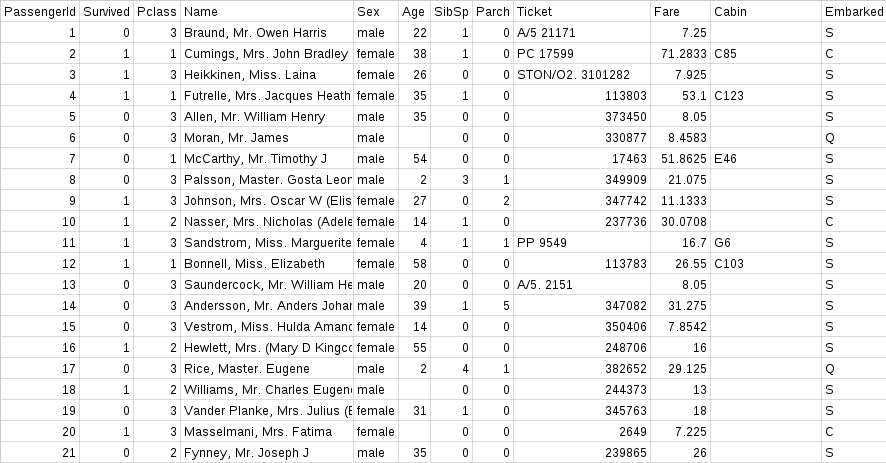 PassengerId Survived Pclass Name Sex Age SibSp Parch Ticket Fare Cabin Embarked
1 0 3 Braund, Mr. Owen Harris male 22 1 0 A/5 21171 7.25 S
2 1 1 Cumings, Mrs. John Bradley female 38 1 0 PC 17599 71.2833 C85 C
3 1 3 Heikkinen, Miss. Laina female 26 0 0 STON/O2. 3101282 7.925 S
4 1 1 Futrelle, Mrs. Jacques Heath female 35 1 0 113803 53.1 C123 S
5 0 3 Allen, Mr. William Henry male 35 0 0 373450 8.05 S
6 0 3 Moran, Mr. James male 0 0 330877 8.4583 Q
7 0 1 McCarthy, Mr. Timothy J male 54 0 0 17463 51.8625 E46 S
8 0 3 Palsson, Master. Gosta Leon male 2 3 1 349909 21.075 S
9 1 3 Johnson, Mrs. Oscar W (Elis female 27 0 2 347742 11.1333 S
10 1 2 Nasser, Mrs. Nicholas (Adele female 14 1 0 237736 30.0708 C
11 1 3 Sandstrom, Miss. Marguerite female 4 1 1 PP 9549 16.7 G6 S
12 1 1 Bonnell, Miss. Elizabeth female 58 0 0 113783 26.55 C103 S
13 0 3 Saundercock, Mr. William He male 20 0 0 A/5. 2151 8.05 S
14 0 3 Andersson, Mr. Anders Johan male 39 1 5 347082 31.275 S
15 0 3 Vestrom, Miss. Hulda Amand female 14 0 0 350406 7.8542 S
16 1 2 Hewlett, Mrs. (Mary D Kingco female 55 0 0 248706 16 S
17 0 3 Rice, Master. Eugene male 2 4 1 382652 29.125 Q
18 1 2 Williams, Mr. Charles Eugene male 0 0 244373 13 S
19 0 3 Vander Planke, Mrs. Julius (E female 31 1 0 345763 18 S
20 1 3 Masselmani, Mrs. Fatima female 0 0 2649 7.225 C
21 0 2 Fynney, Mr. Joseph J male 35 0 0 239865 26 S